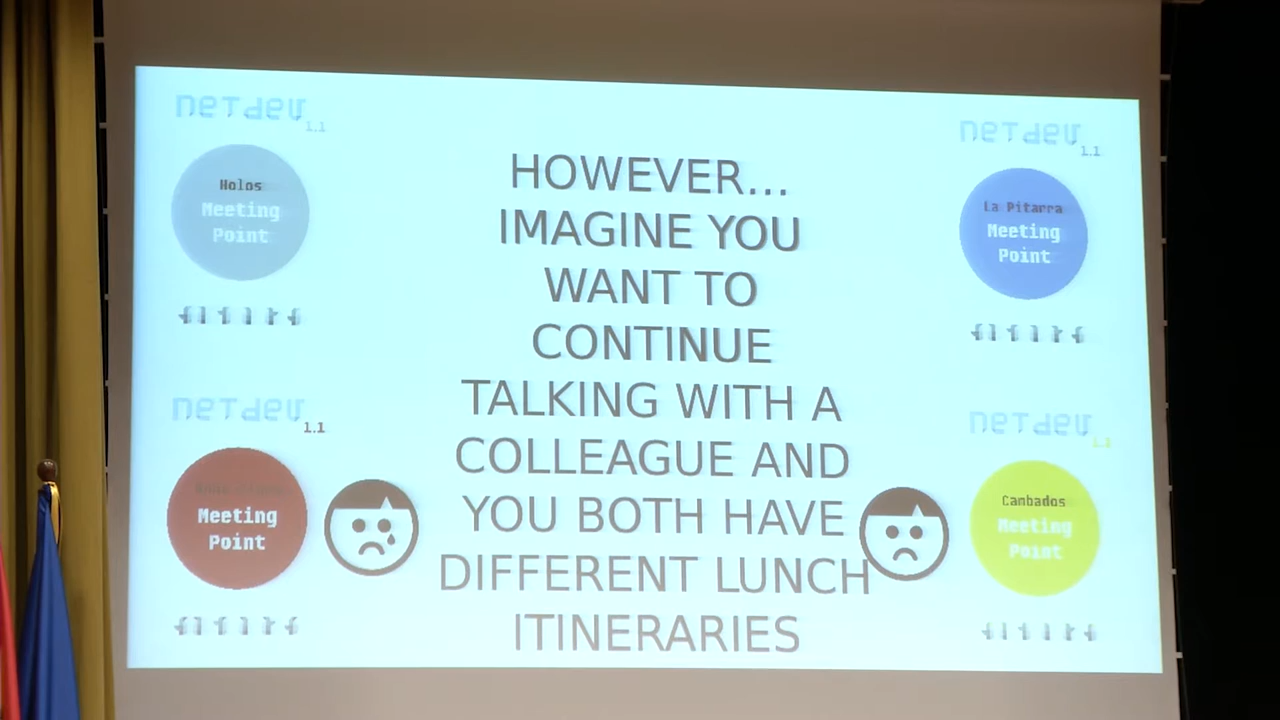 netdev
1.1
Holos
Meeting
Point
HOWEVER...
IMAGINE YOU
WANT TO
CONTINUE
TALKING WITH A
COLLEAGUE AND
YOU BOTH HAVE
DIFFERENT LUNCH
ITINERARIES
netdev
1.1
La Pitarra
Meeting
Point
netdev
1.1
Meeting
Point
netdev
1.1
Cambados
Meeting
Point